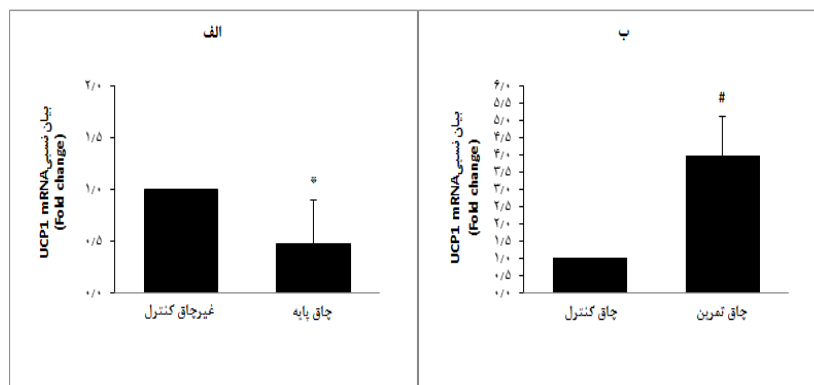 الف
بیان نسبی UCP1 mRNA
(Fold change)
۲/۰
۱/۵
۱/۰
۰/۵
۰/۰
*
غیرچاق کنترل
چاق پایه
ب
بیان نسبی UCP1 mRNA
(Fold change)
۶/۰
۵/۵
۵/۰
۴/۵
۴/۰
۳/۵
۳/۰
۲/۵
۲/۰
۱/۵
۱/۰
۰/۵
۰/۰
#
چاق کنترل
چاق تمرین